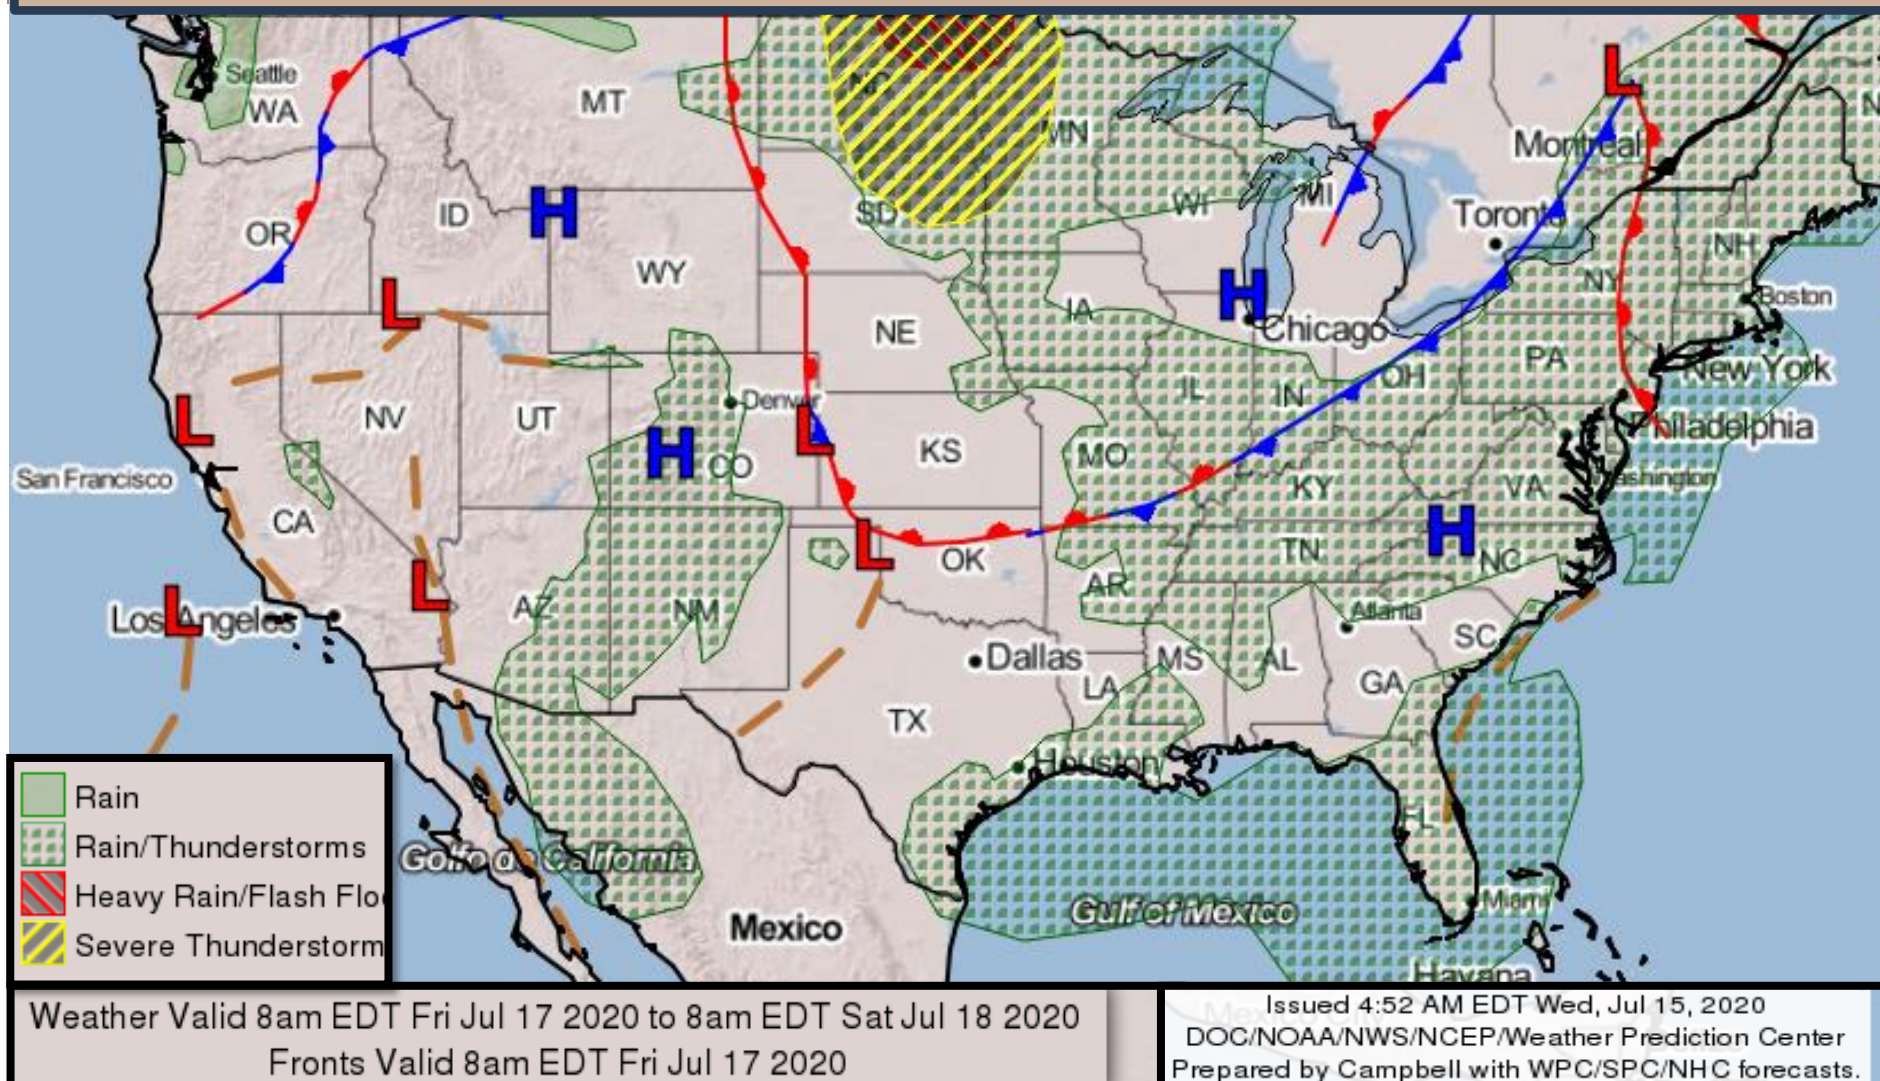 Seattle
WA
MT
MN
Montreal
ID
SD
WI
MI
Toronto
OR
H
L
NH
WY
NY
L
IA
H
Boston
Chicago
NE
PA
New York
OH
IL
IN
L
NV
UT
Denver
L
Philadelphia
H
CO
KS
MO
San Francisco
KY
VA
Washington
CA
H
L
OK
TN
NC
L
AR
AZ
NM
Atlanta
L
Los Angeles
SC
Dallas
MS
AL
LA
GA
TX
Houston
Rain
FL
Rain/Thunderstorms
Golfo de California
Heavy Rain/Flash Flo
Miami
Gulf of Mexico
Mexico
Severe Thunderstorm
Havana
Weather Valid 8am EDT Fri Jul 17 2020 to 8am EDT Sat Jul 18 2020
Fronts Valid 8am EDT Fri Jul 17 2020
Issued 4:52 AM EDT Wed, Jul 15, 2020
DOC/NOAA/NWS/NCEP/Weather Prediction Center
Prepared by Campbell with WPC/SPC/NHC forecasts.